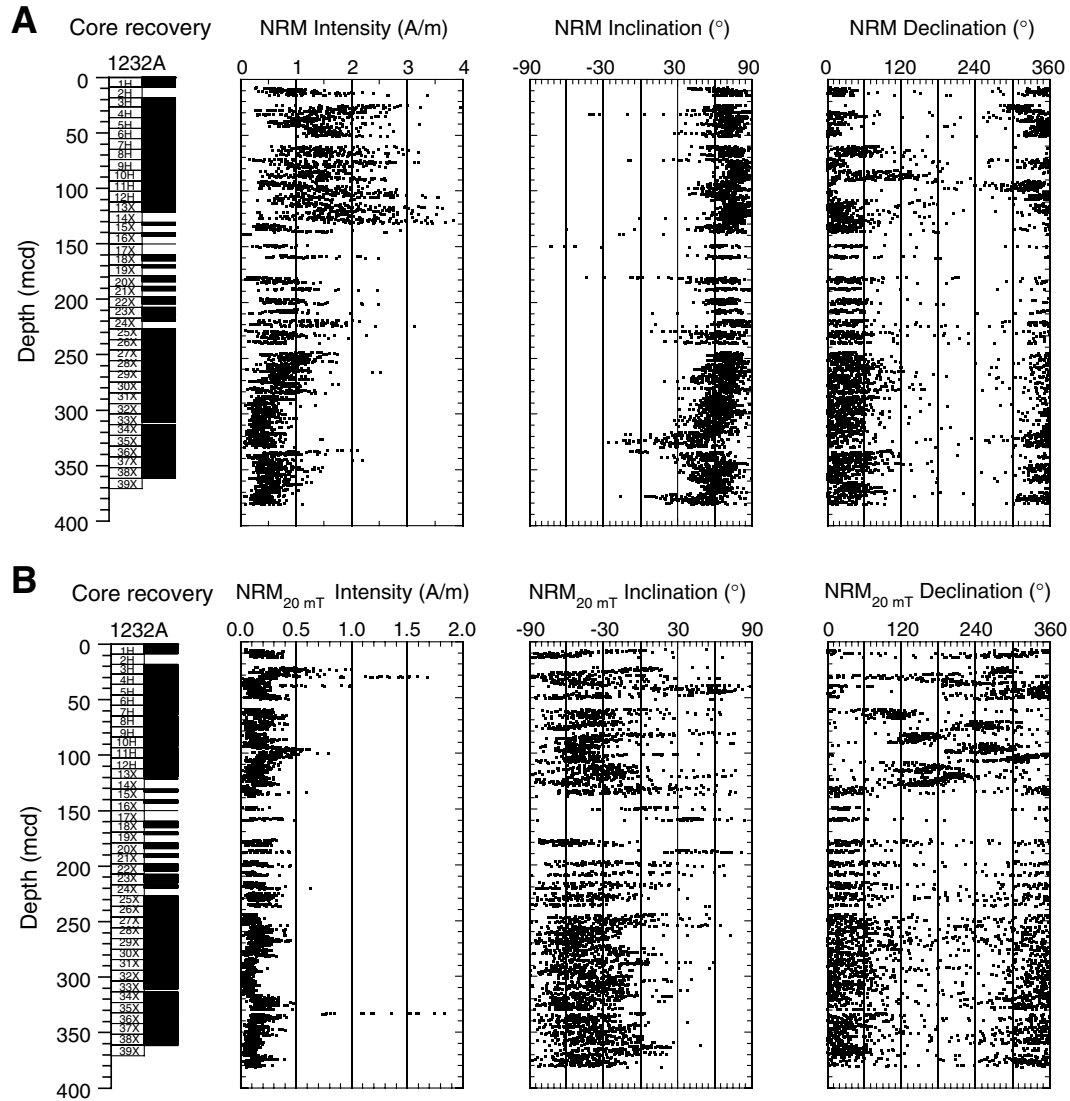 A
Core recovery
NRM Intensity (A/m)
NRM Inclination (°)
NRM Declination (°)
1232A
0 1 2 3 4
-90 -30 30 90
0 120 240 360
0
50
100
150
200
250
300
350
400
Depth (mcd)
1H
2H
3H
4H
5H
6H
7H
8H
9H
10H
11H
12H
13X
14X
15X
16X
17X
18X
19X
20X
21X
22X
23X
24X
25X
26X
27X
28X
29X
30X
31X
32X
33X
34X
35X
36X
37X
38X
39X
B
Core recovery
NRM20 mT Intensity (A/m)
NRM20 mT Inclination (°)
NRM20 mT Declination (°)
1232A
0.0 0.5 1.0 1.5 2.0
-90 -30 30 90
0 120 240 360
0
50
100
150
200
250
300
350
400
Depth (mcd)
1H
2H
3H
4H
5H
6H
7H
8H
9H
10H
11H
12H
13X
14X
15X
16X
17X
18X
19X
20X
21X
22X
23X
24X
25X
26X
27X
28X
29X
30X
31X
32X
33X
34X
35X
36X
37X
38X
39X